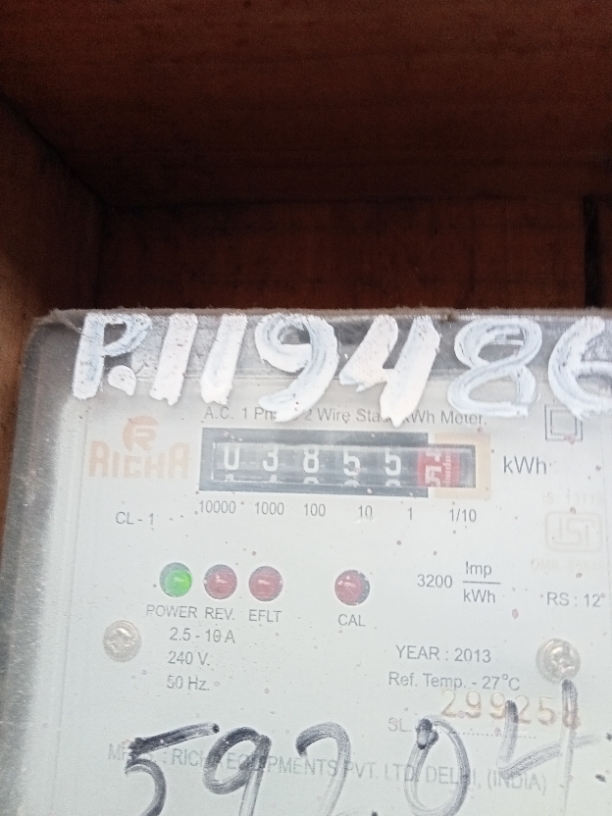 P.119486
A.C. 1 Ph 2 Wire Sta kWh Meter
RICHA
0 3 8 5 5
kWh
10000 1000 100 10 1 1/10
CL - 1
3200 Imp/kWh
POWER REV. EFLT CAL
RS : 12
2.5 - 10 A
240 V.
50 Hz.
YEAR : 2013
Ref. Temp. - 27°C
SL.
59204
RICHA EQUIPMENTS PVT. LTD. DELHI, (INDIA)